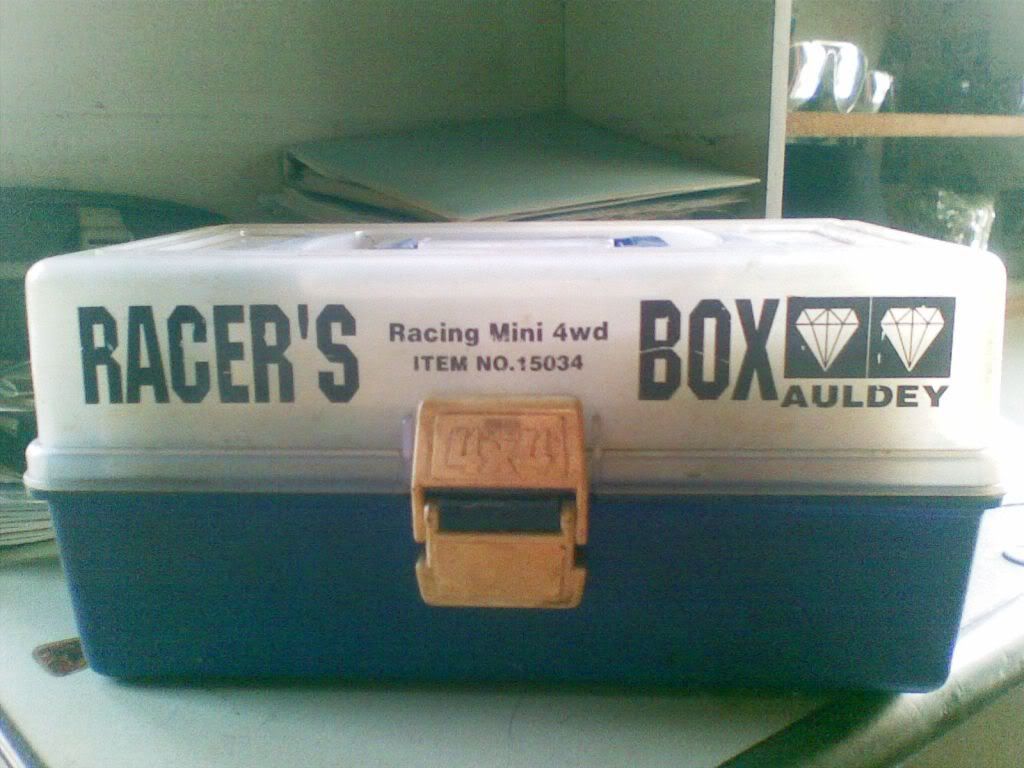 RACER'S
Racing Mini 4wd
ITEM NO.15034
BOX
AULDEY